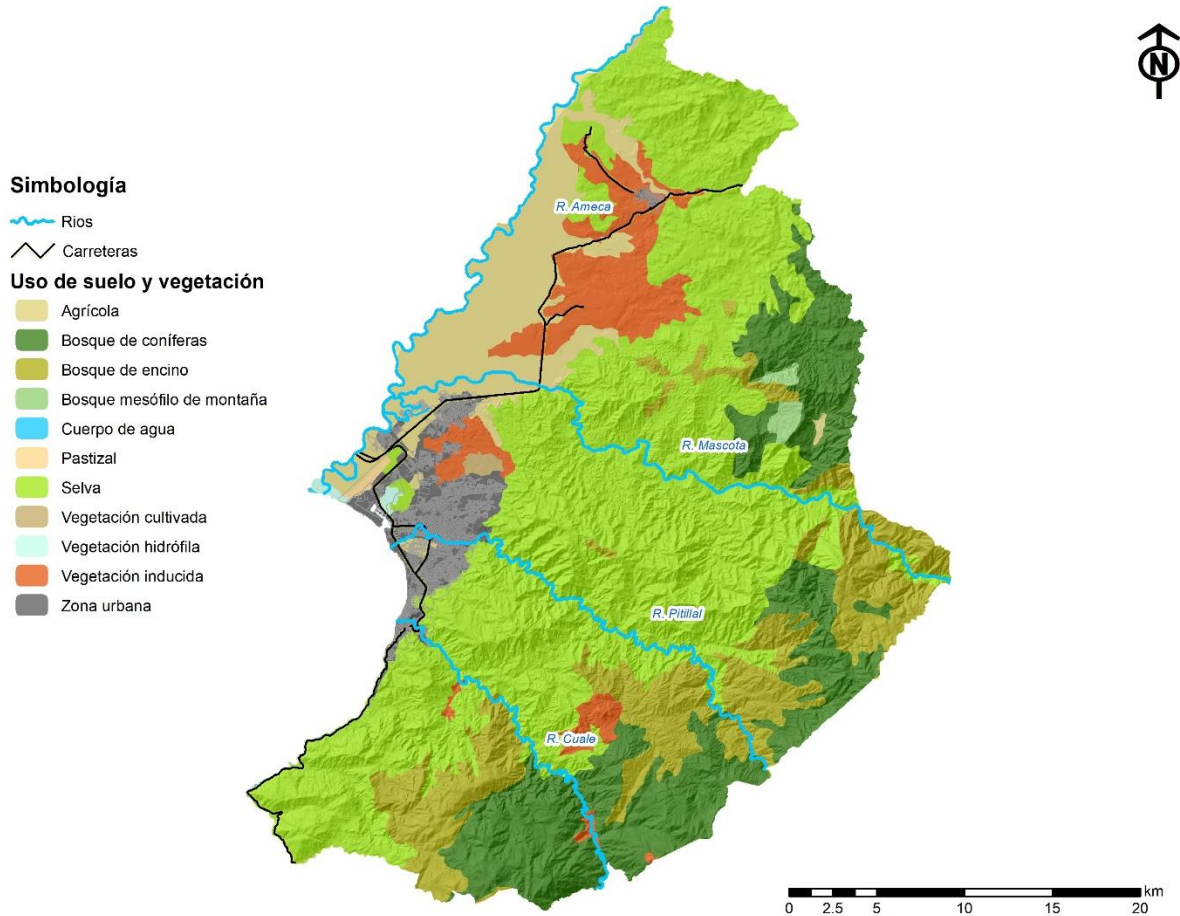 N
Simbología
Rios
Carreteras
Uso de suelo y vegetación
Agrícola
Bosque de coníferas
Bosque de encino
Bosque mesófilo de montaña
Cuerpo de agua
Pastizal
Selva
Vegetación cultivada
Vegetación hidrófila
Vegetación inducida
Zona urbana
R. Ameca
R. Mascota
R. Pitillal
R. Cuale
km
0 2.5 5 10 15 20